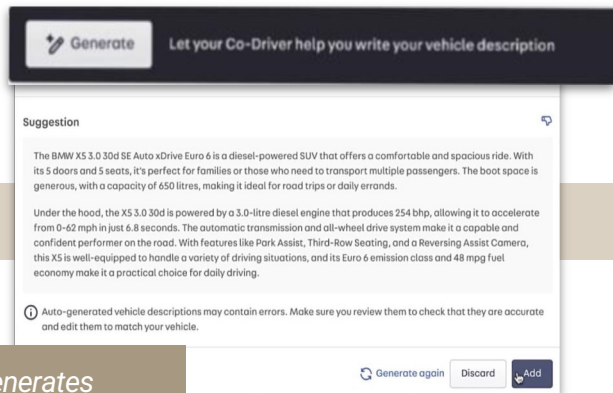 Generate
Let your Co-Driver help you write your vehicle description
Suggestion
The BMW X5 3.0 30d SE Auto xDrive Euro 6 is a diesel-powered SUV that offers a comfortable and spacious ride. With
its 5 doors and 5 seats, it's perfect for families or those who need to transport multiple passengers. The boot space is
generous, with a capacity of 650 litres, making it ideal for road trips or daily errands.
Under the hood, the X5 3.0 30d is powered by a 3.0-litre diesel engine that produces 254 bhp, allowing it to accelerate
from 0-62 mph in just 6.8 seconds. The automatic transmission and all-wheel drive system make it a capable and
confident performer on the road. With features like Park Assist, Third-Row Seating, and a Reversing Assist Camera,
this X5 is well-equipped to handle a variety of driving situations, and its Euro 6 emission class and 48 mpg fuel
economy make it a practical choice for daily driving.
Auto-generated vehicle descriptions may contain errors. Make sure you review them to check that they are accurate
and edit them to match your vehicle.
Generate again
Discard
Add